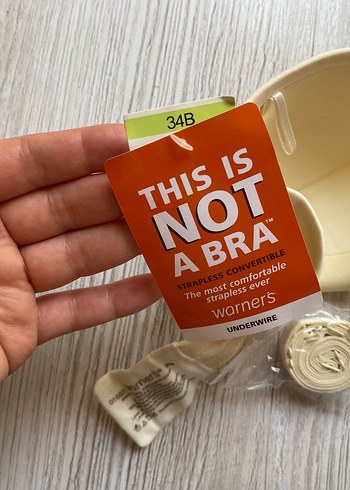 34B
THIS IS
NOT
A BRA™
STRAPLESS CONVERTIBLE
The most comfortable
strapless ever
warner's
UNDERWIRE